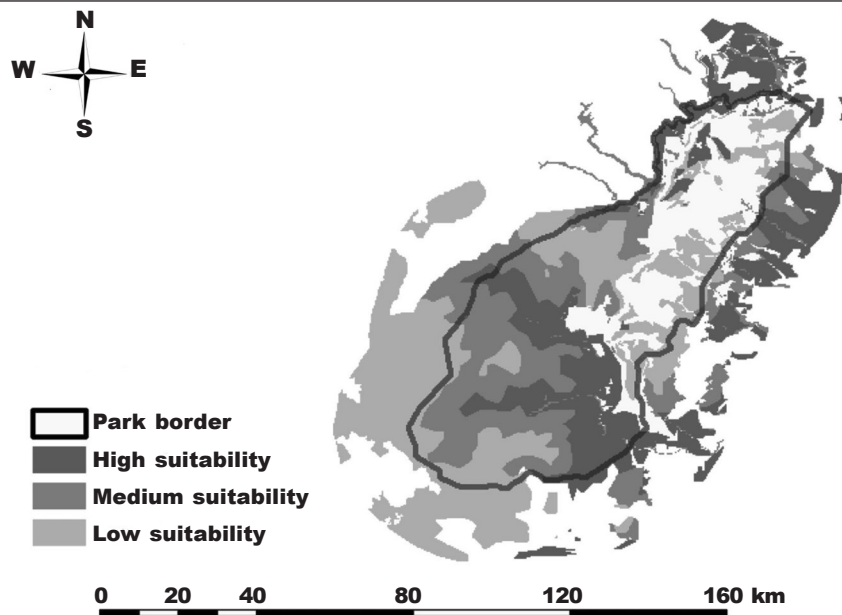 N
W E
S
Park border
High suitability
Medium suitability
Low suitability
0 20 40 80 120 160 km